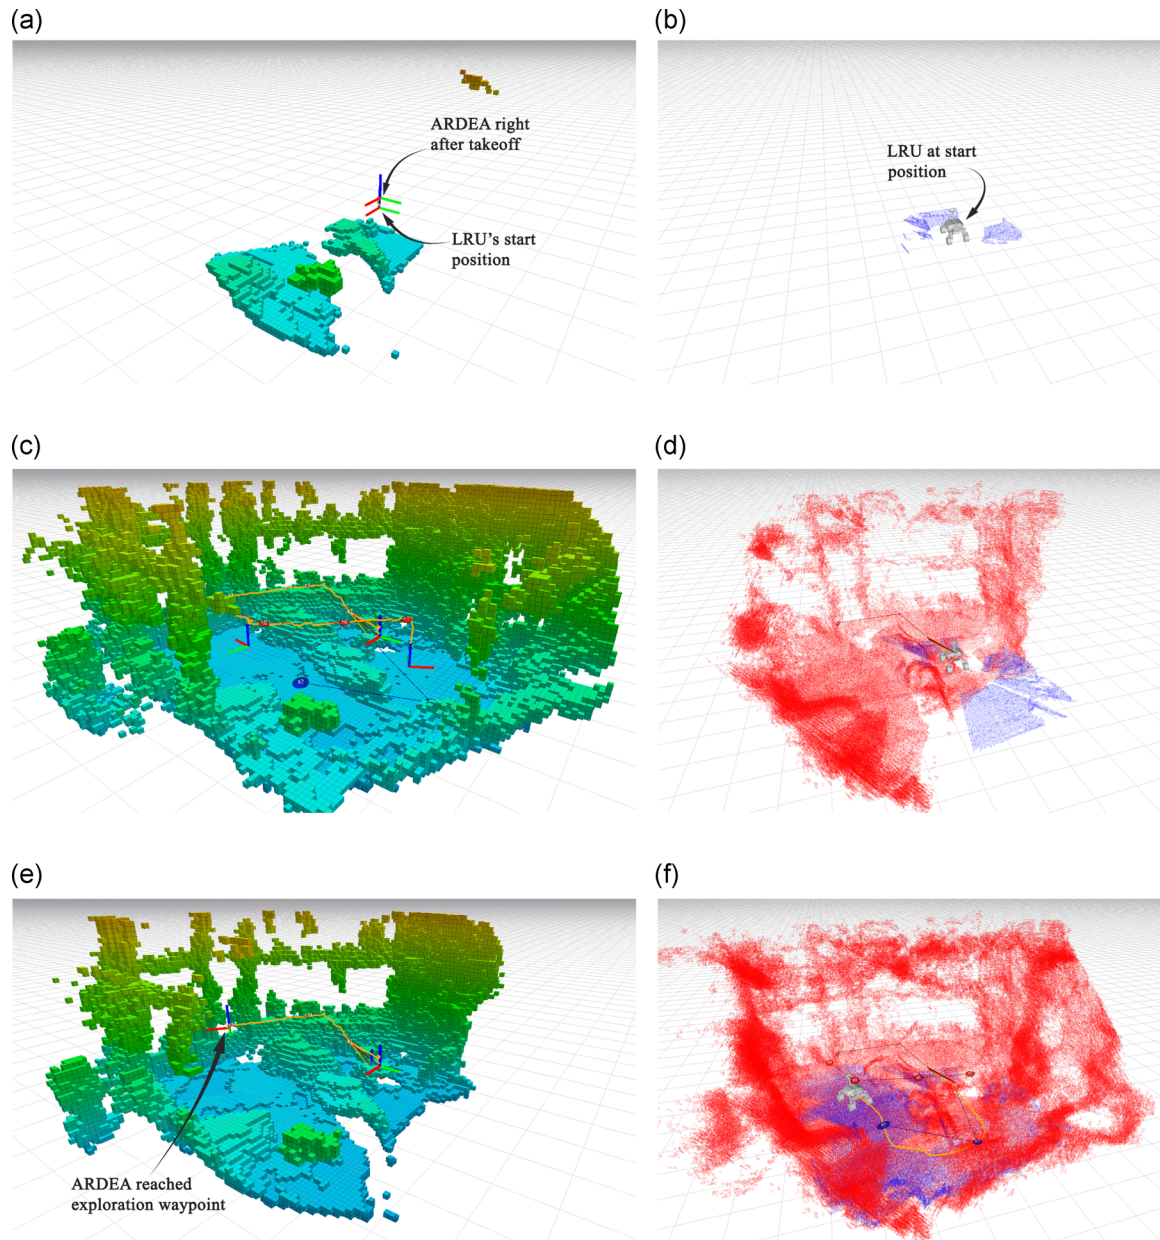 (a)
(b)
ARDEA right
after takeoff
LRU's start
position
LRU at start
position
(c)
(d)
(e)
(f)
ARDEA reached
exploration waypoint